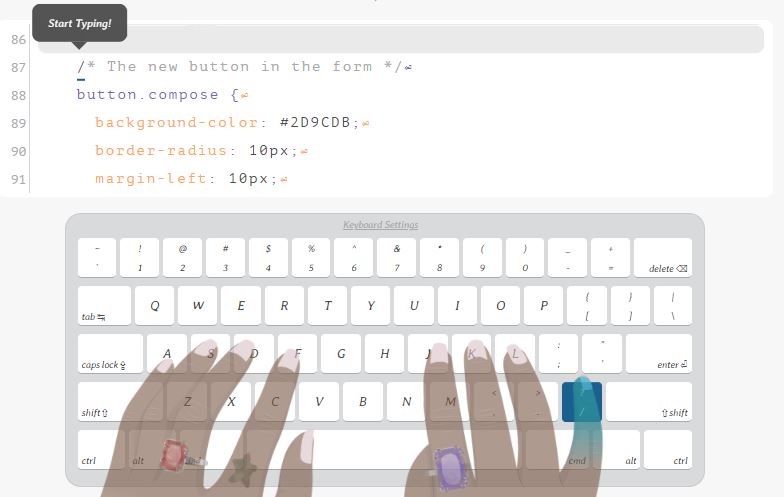 Start Typing!
86
87 /* The new button in the form */↵
88 button.compose {↵
89 background-color: #2D9CDB;↵
90 border-radius: 10px;↵
91 margin-left: 10px;↵
Keyboard Settings
~ ! @ # $ % ^ & * ( ) _ +
` 1 2 3 4 5 6 7 8 9 0 - = delete ⌫
{ } |
tab ↹ Q W E R T Y U I O P [ ] \
: "
caps lock ⇪ A S D F G H J K L ; ' enter ⏎
< > ?
shift ⇧ Z X C V B N M , . / ⇧ shift
ctrl alt cmd cmd alt ctrl